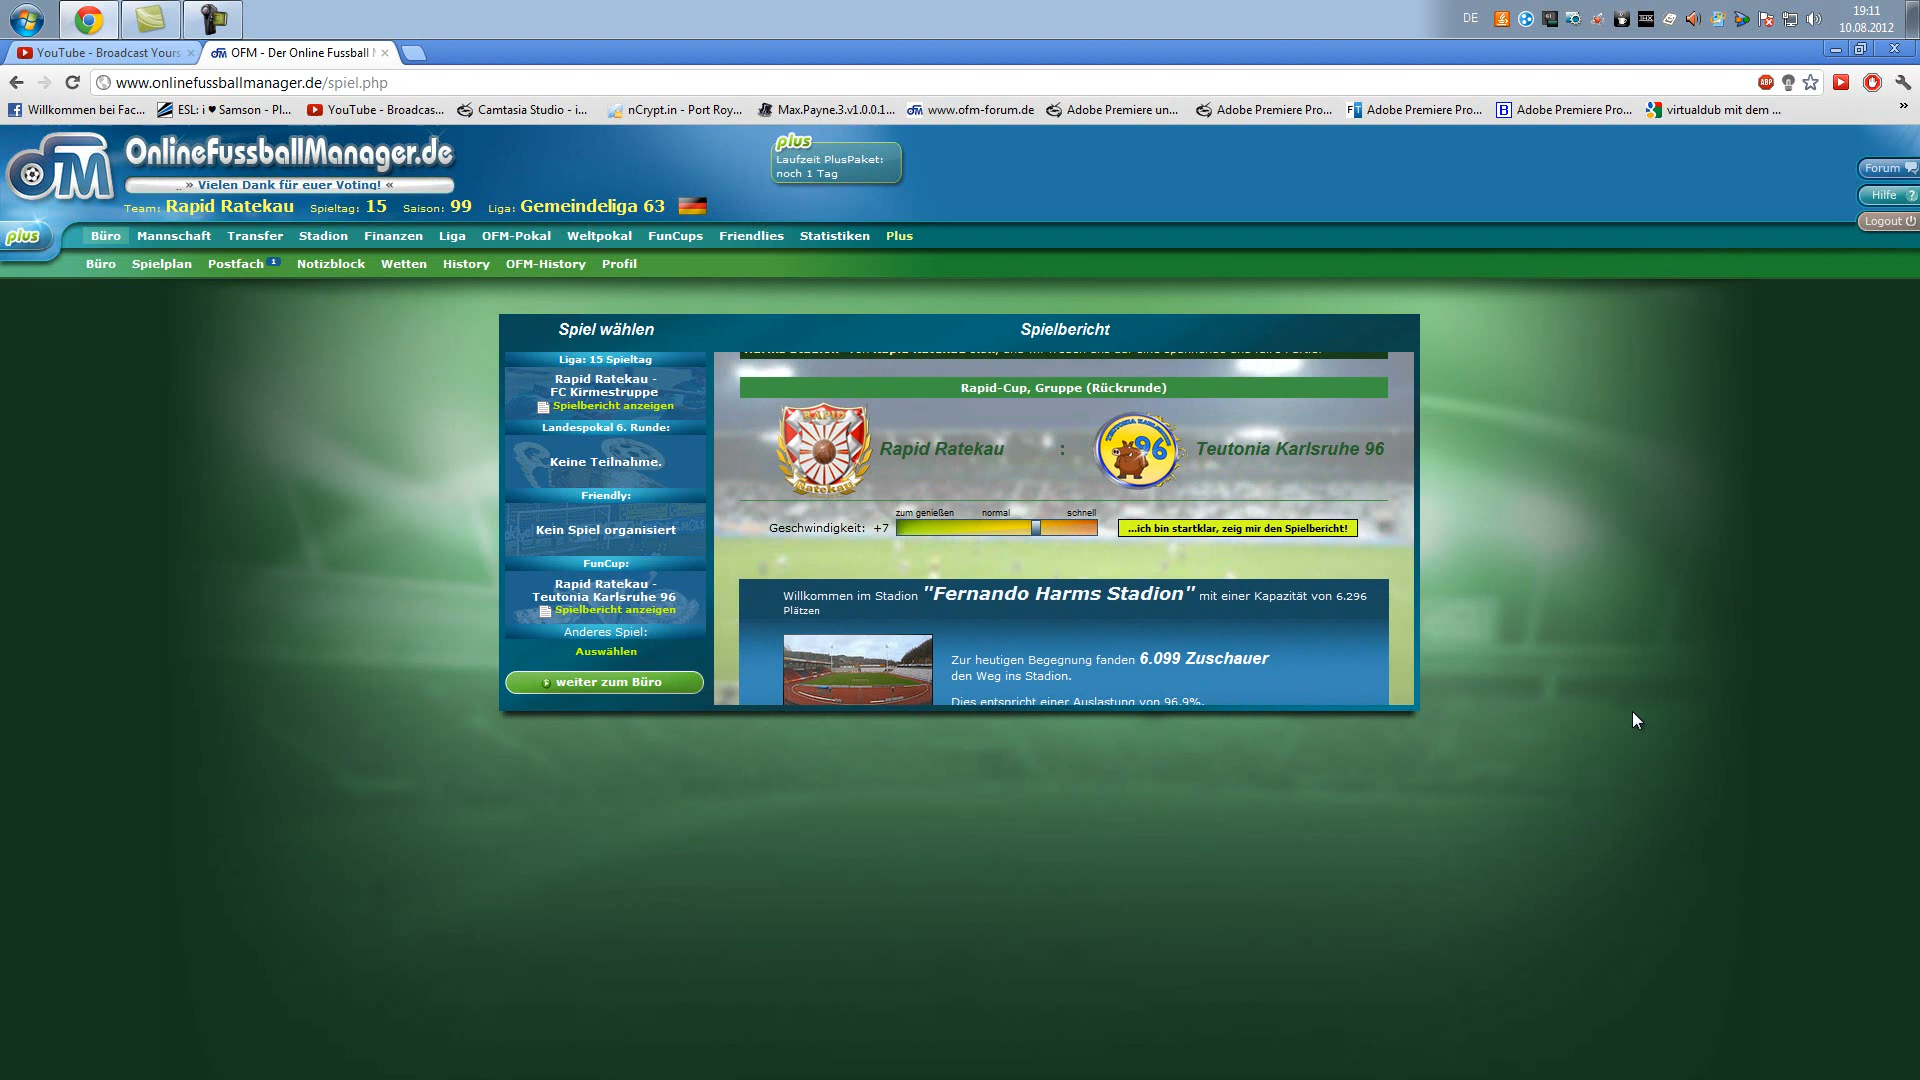 DE
19:11
10.08.2012
YouTube - Broadcast Yours
OFM - Der Online Fussball M
www.onlinefussballmanager.de/spiel.php
ABP
Willkommen bei Fac...
ESL: i ♥ Samson - Pl...
YouTube - Broadcas...
Camtasia Studio - i...
nCrypt.in - Port Roy...
Max.Payne.3.v1.0.0.1...
www.ofm-forum.de
Adobe Premiere un...
Adobe Premiere Pro...
Adobe Premiere Pro...
Adobe Premiere Pro...
virtualdub mit dem ...
»
OFM
OnlineFussballManager.de
.. » Vielen Dank für euer Voting! «
plus
Laufzeit PlusPaket:
noch 1 Tag
Forum
Hilfe ?
Logout
Team: Rapid Ratekau Spieltag: 15 Saison: 99 Liga: Gemeindeliga 63
plus
Büro Mannschaft Transfer Stadion Finanzen Liga OFM-Pokal Weltpokal FunCups Friendlies Statistiken Plus
Büro Spielplan Postfach 1 Notizblock Wetten History OFM-History Profil
Spiel wählen
Liga: 15 Spieltag
Rapid Ratekau -
FC Kirmestruppe
Spielbericht anzeigen
Landespokal 6. Runde:
Keine Teilnahme.
Friendly:
Kein Spiel organisiert
FunCup:
Rapid Ratekau -
Teutonia Karlsruhe 96
Spielbericht anzeigen
Anderes Spiel:
Auswählen
weiter zum Büro
Spielbericht
Rapid-Cup, Gruppe (Rückrunde)
RAPID
Ratekau
Rapid Ratekau : Teutonia Karlsruhe 96
TEUTONIA KARLSRUHE
96
zum genießen normal schnell
Geschwindigkeit: +7
...ich bin startklar, zeig mir den Spielbericht!
Willkommen im Stadion "Fernando Harms Stadion" mit einer Kapazität von 6.296
Plätzen
Zur heutigen Begegnung fanden 6.099 Zuschauer
den Weg ins Stadion.
Dies entspricht einer Auslastung von 96.9%.